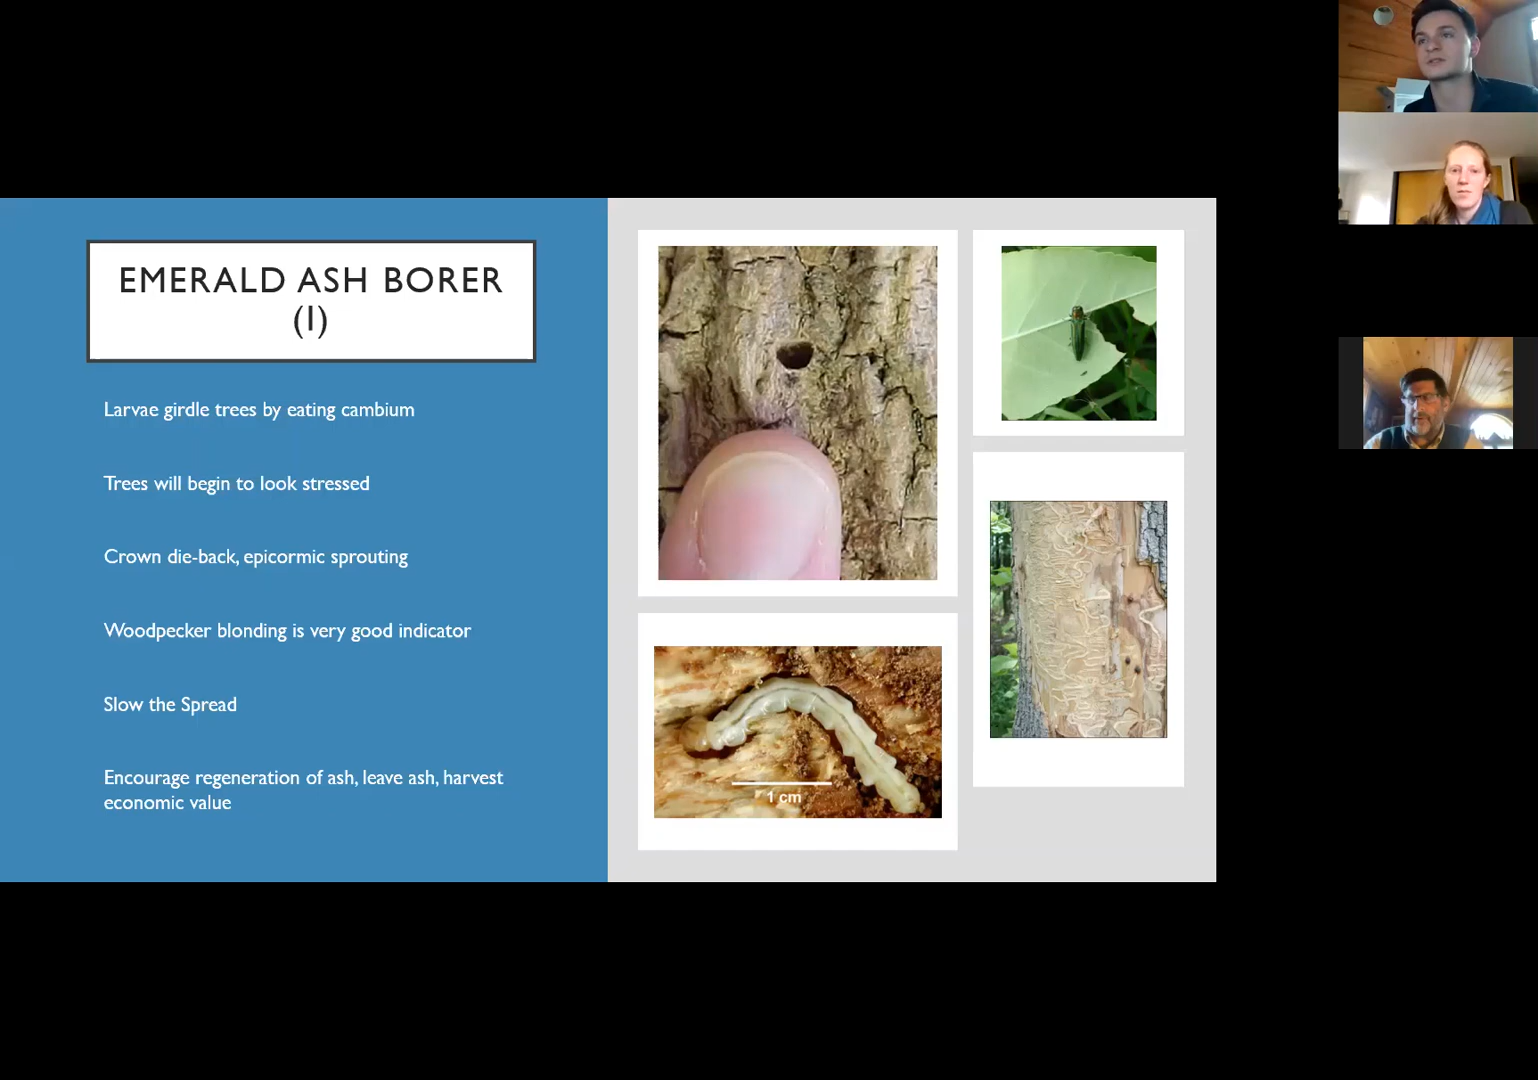 EMERALD ASH BORER
(I)
Larvae girdle trees by eating cambium
Trees will begin to look stressed
Crown die-back, epicormic sprouting
Woodpecker blonding is very good indicator
Slow the Spread
Encourage regeneration of ash, leave ash, harvest
economic value
1 cm